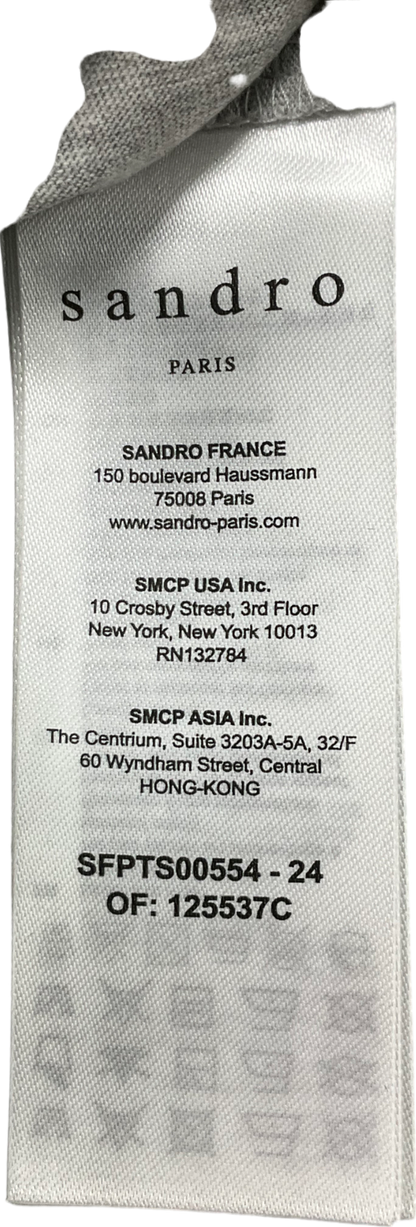 sandro
PARIS
SANDRO FRANCE
150 boulevard Haussmann
75008 Paris
www.sandro-paris.com
SMCP USA Inc.
10 Crosby Street, 3rd Floor
New York, New York 10013
RN132784
SMCP ASIA Inc.
The Centrium, Suite 3203A-5A, 32/F
60 Wyndham Street, Central
HONG-KONG
SFPTS00554 - 24
OF: 125537C